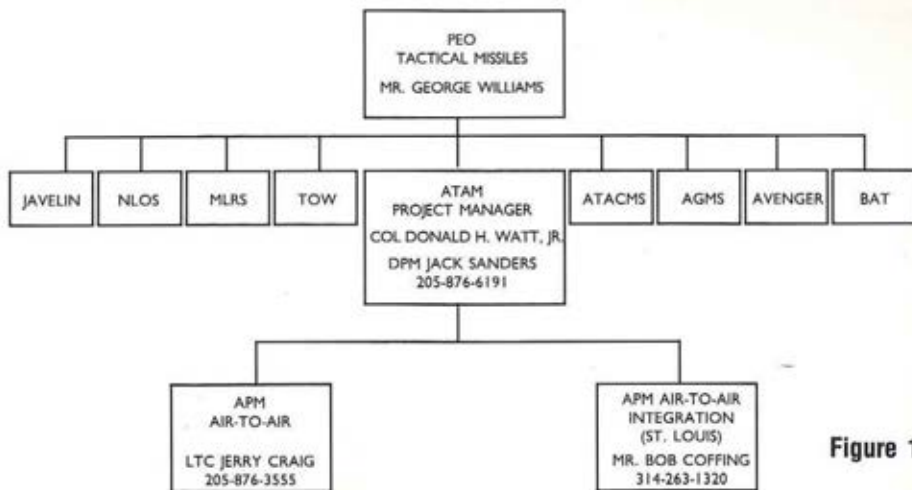 PEO
TACTICAL MISSILES
MR. GEORGE WILLIAMS
JAVELIN
NLOS
MLRS
TOW
ATAM
PROJECT MANAGER
COL DONALD H. WATT, JR.
DPM JACK SANDERS
205-876-6191
ATACMS
AGMS
AVENGER
BAT
APM
AIR-TO-AIR
LTC JERRY CRAIG
205-876-3555
APM AIR-TO-AIR
INTEGRATION
(ST. LOUIS)
MR. BOB COFFING
314-263-1320
Figure 1